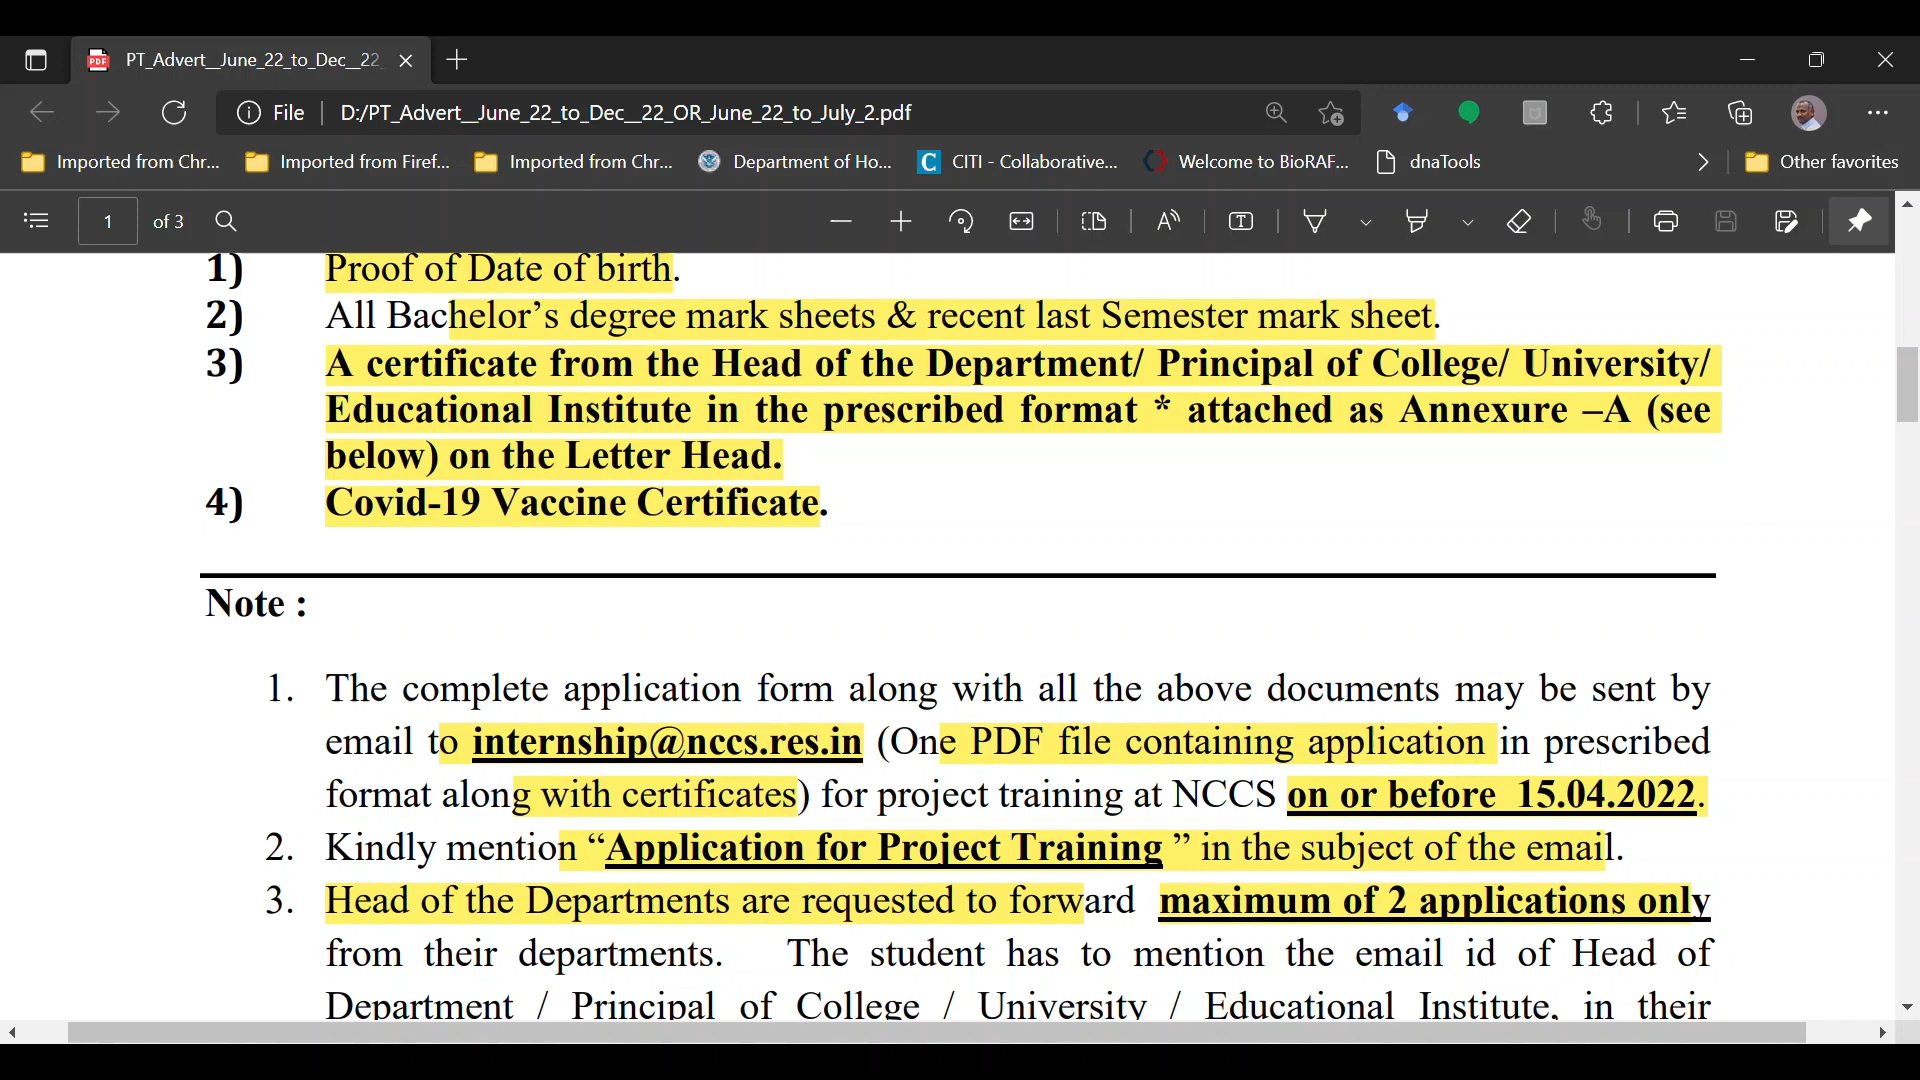 PT_Advert__June_22_to_Dec__22_
File
D:/PT_Advert__June_22_to_Dec__22_OR_June_22_to_July_2.pdf
Imported from Chr...
Imported from Firef...
Imported from Chr...
Department of Ho...
CITI - Collaborative...
Welcome to BioRAF...
dnaTools
Other favorites
1 of 3
1) Proof of Date of birth.
2) All Bachelor’s degree mark sheets & recent last Semester mark sheet.
3) A certificate from the Head of the Department/ Principal of College/ University/
Educational Institute in the prescribed format * attached as Annexure –A (see
below) on the Letter Head.
4) Covid-19 Vaccine Certificate.
Note :
1. The complete application form along with all the above documents may be sent by
email to internship@nccs.res.in (One PDF file containing application in prescribed
format along with certificates) for project training at NCCS on or before 15.04.2022.
2. Kindly mention “Application for Project Training ” in the subject of the email.
3. Head of the Departments are requested to forward maximum of 2 applications only
from their departments. The student has to mention the email id of Head of
Department / Principal of College / University / Educational Institute, in their